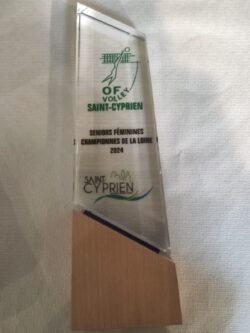 OF
VOLLEY
SAINT-CYPRIEN
SENIORS FÉMININES
CHAMPIONNES DE LA LOIRE
2024
SAINT
CYPRIEN